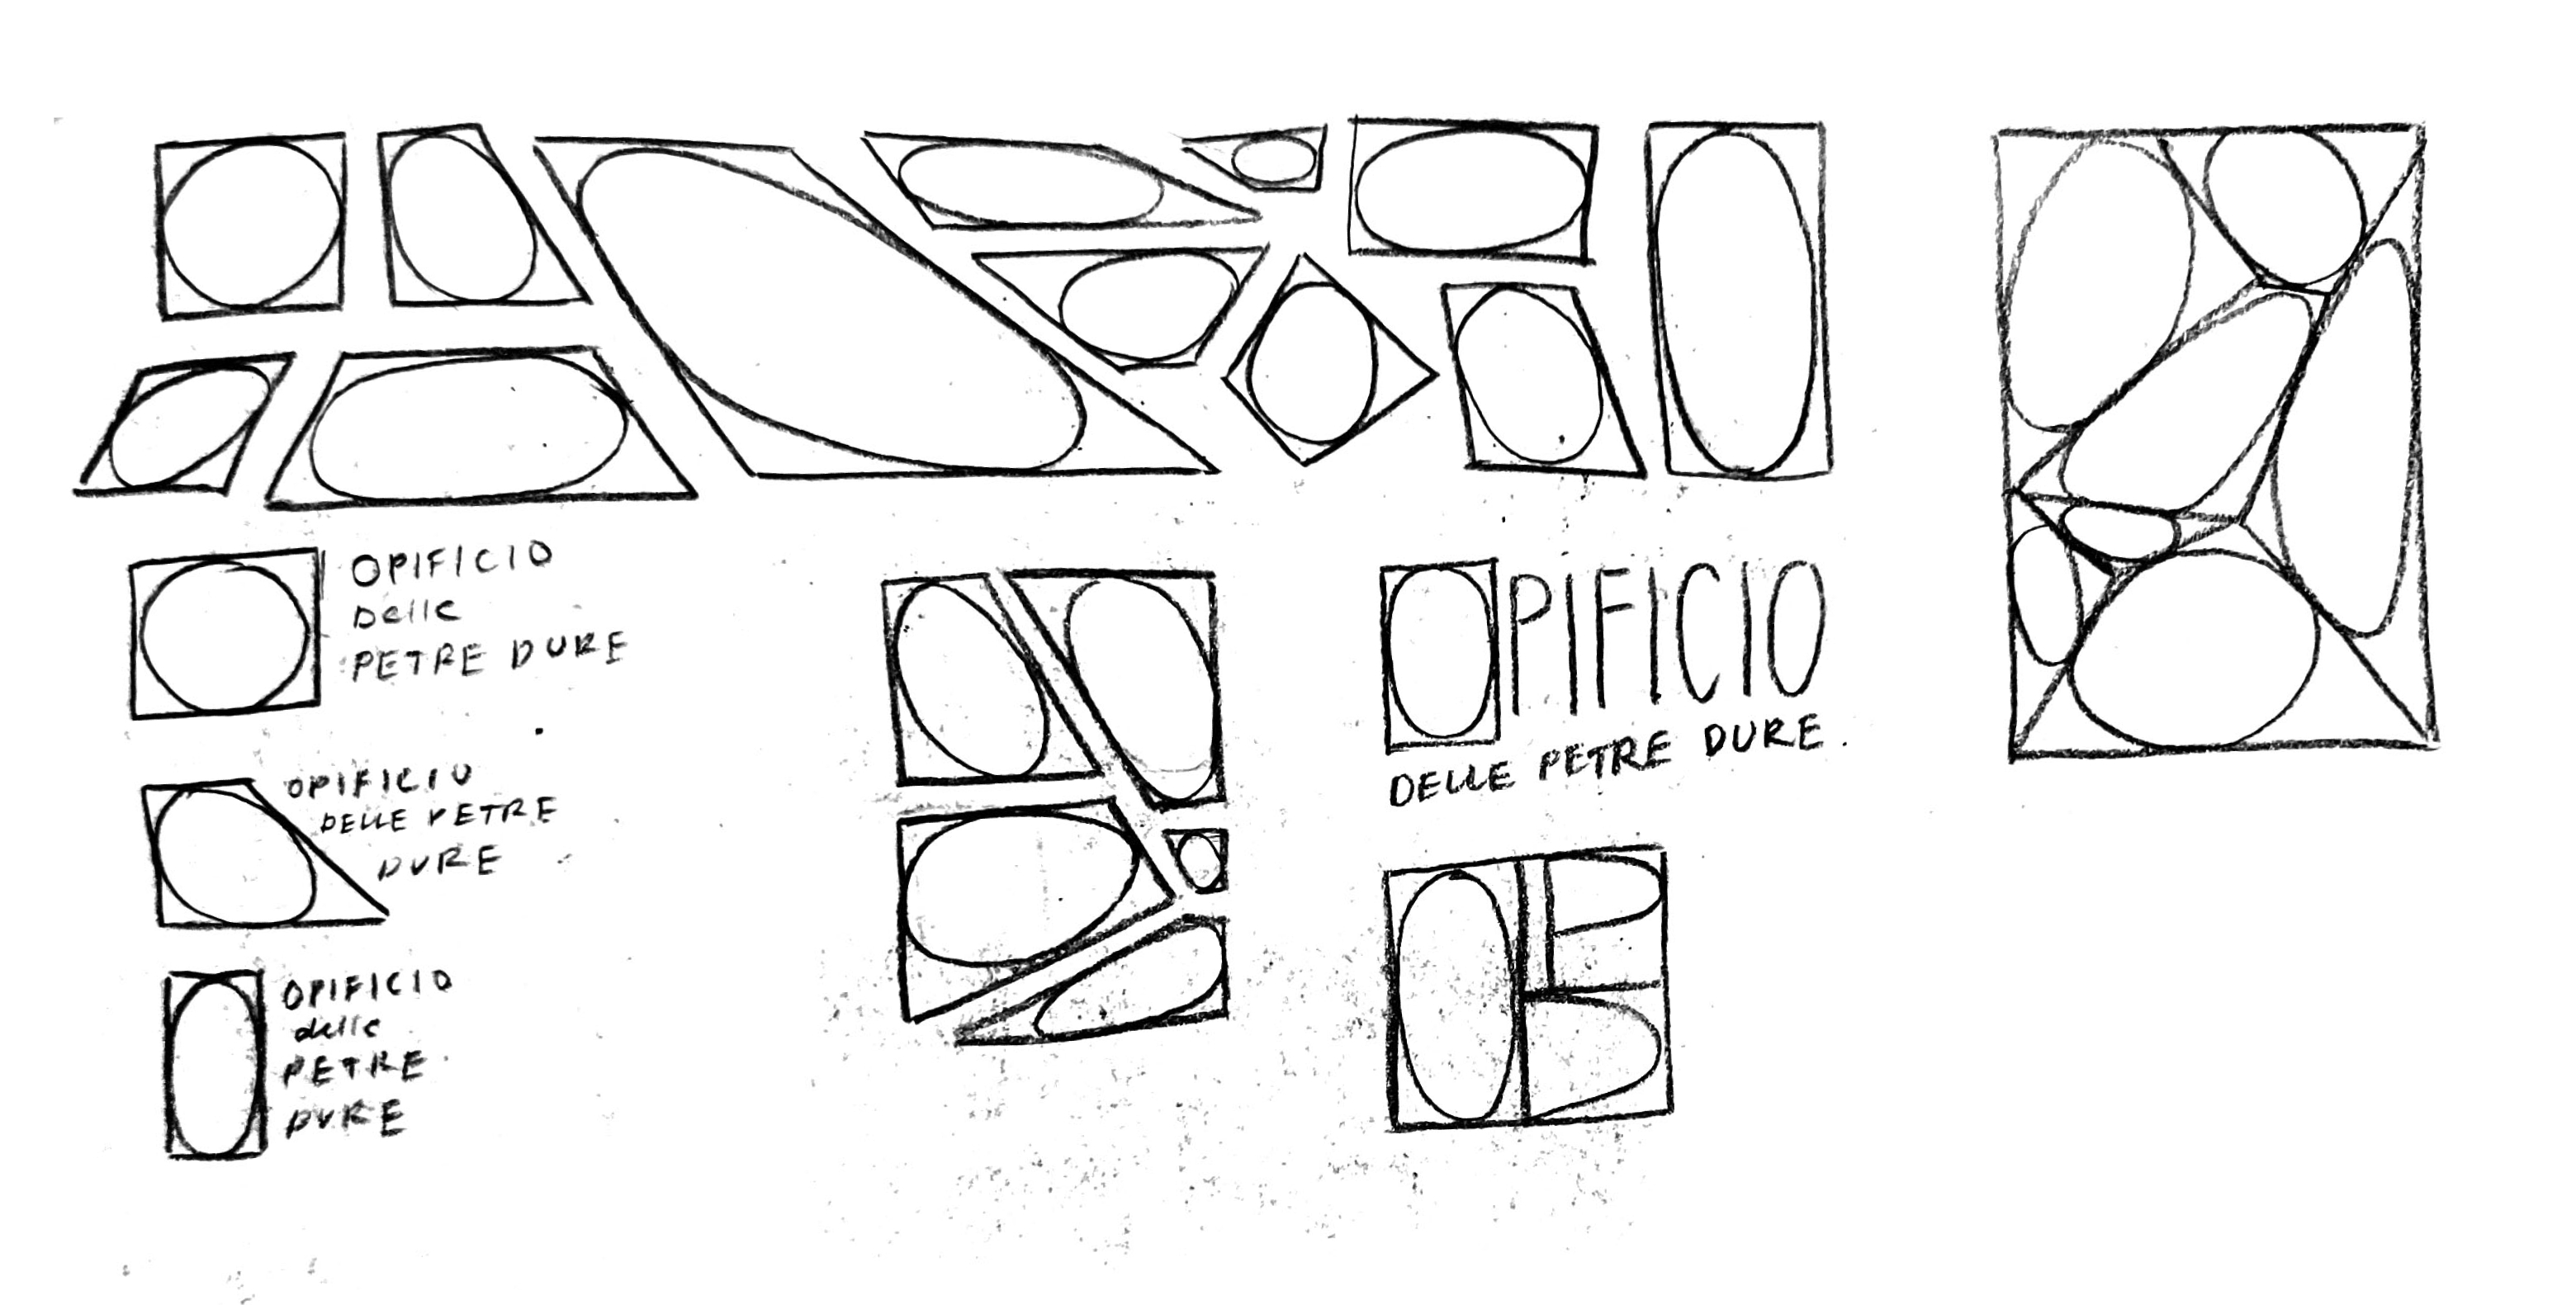 OPIFICIO
Delle
PETRE DURE
OPIFICIO
DELLE PETRE
DURE
OPIFICIO
delle
PETRE
DURE
OPIFICIO
DELLE PETRE DURE.